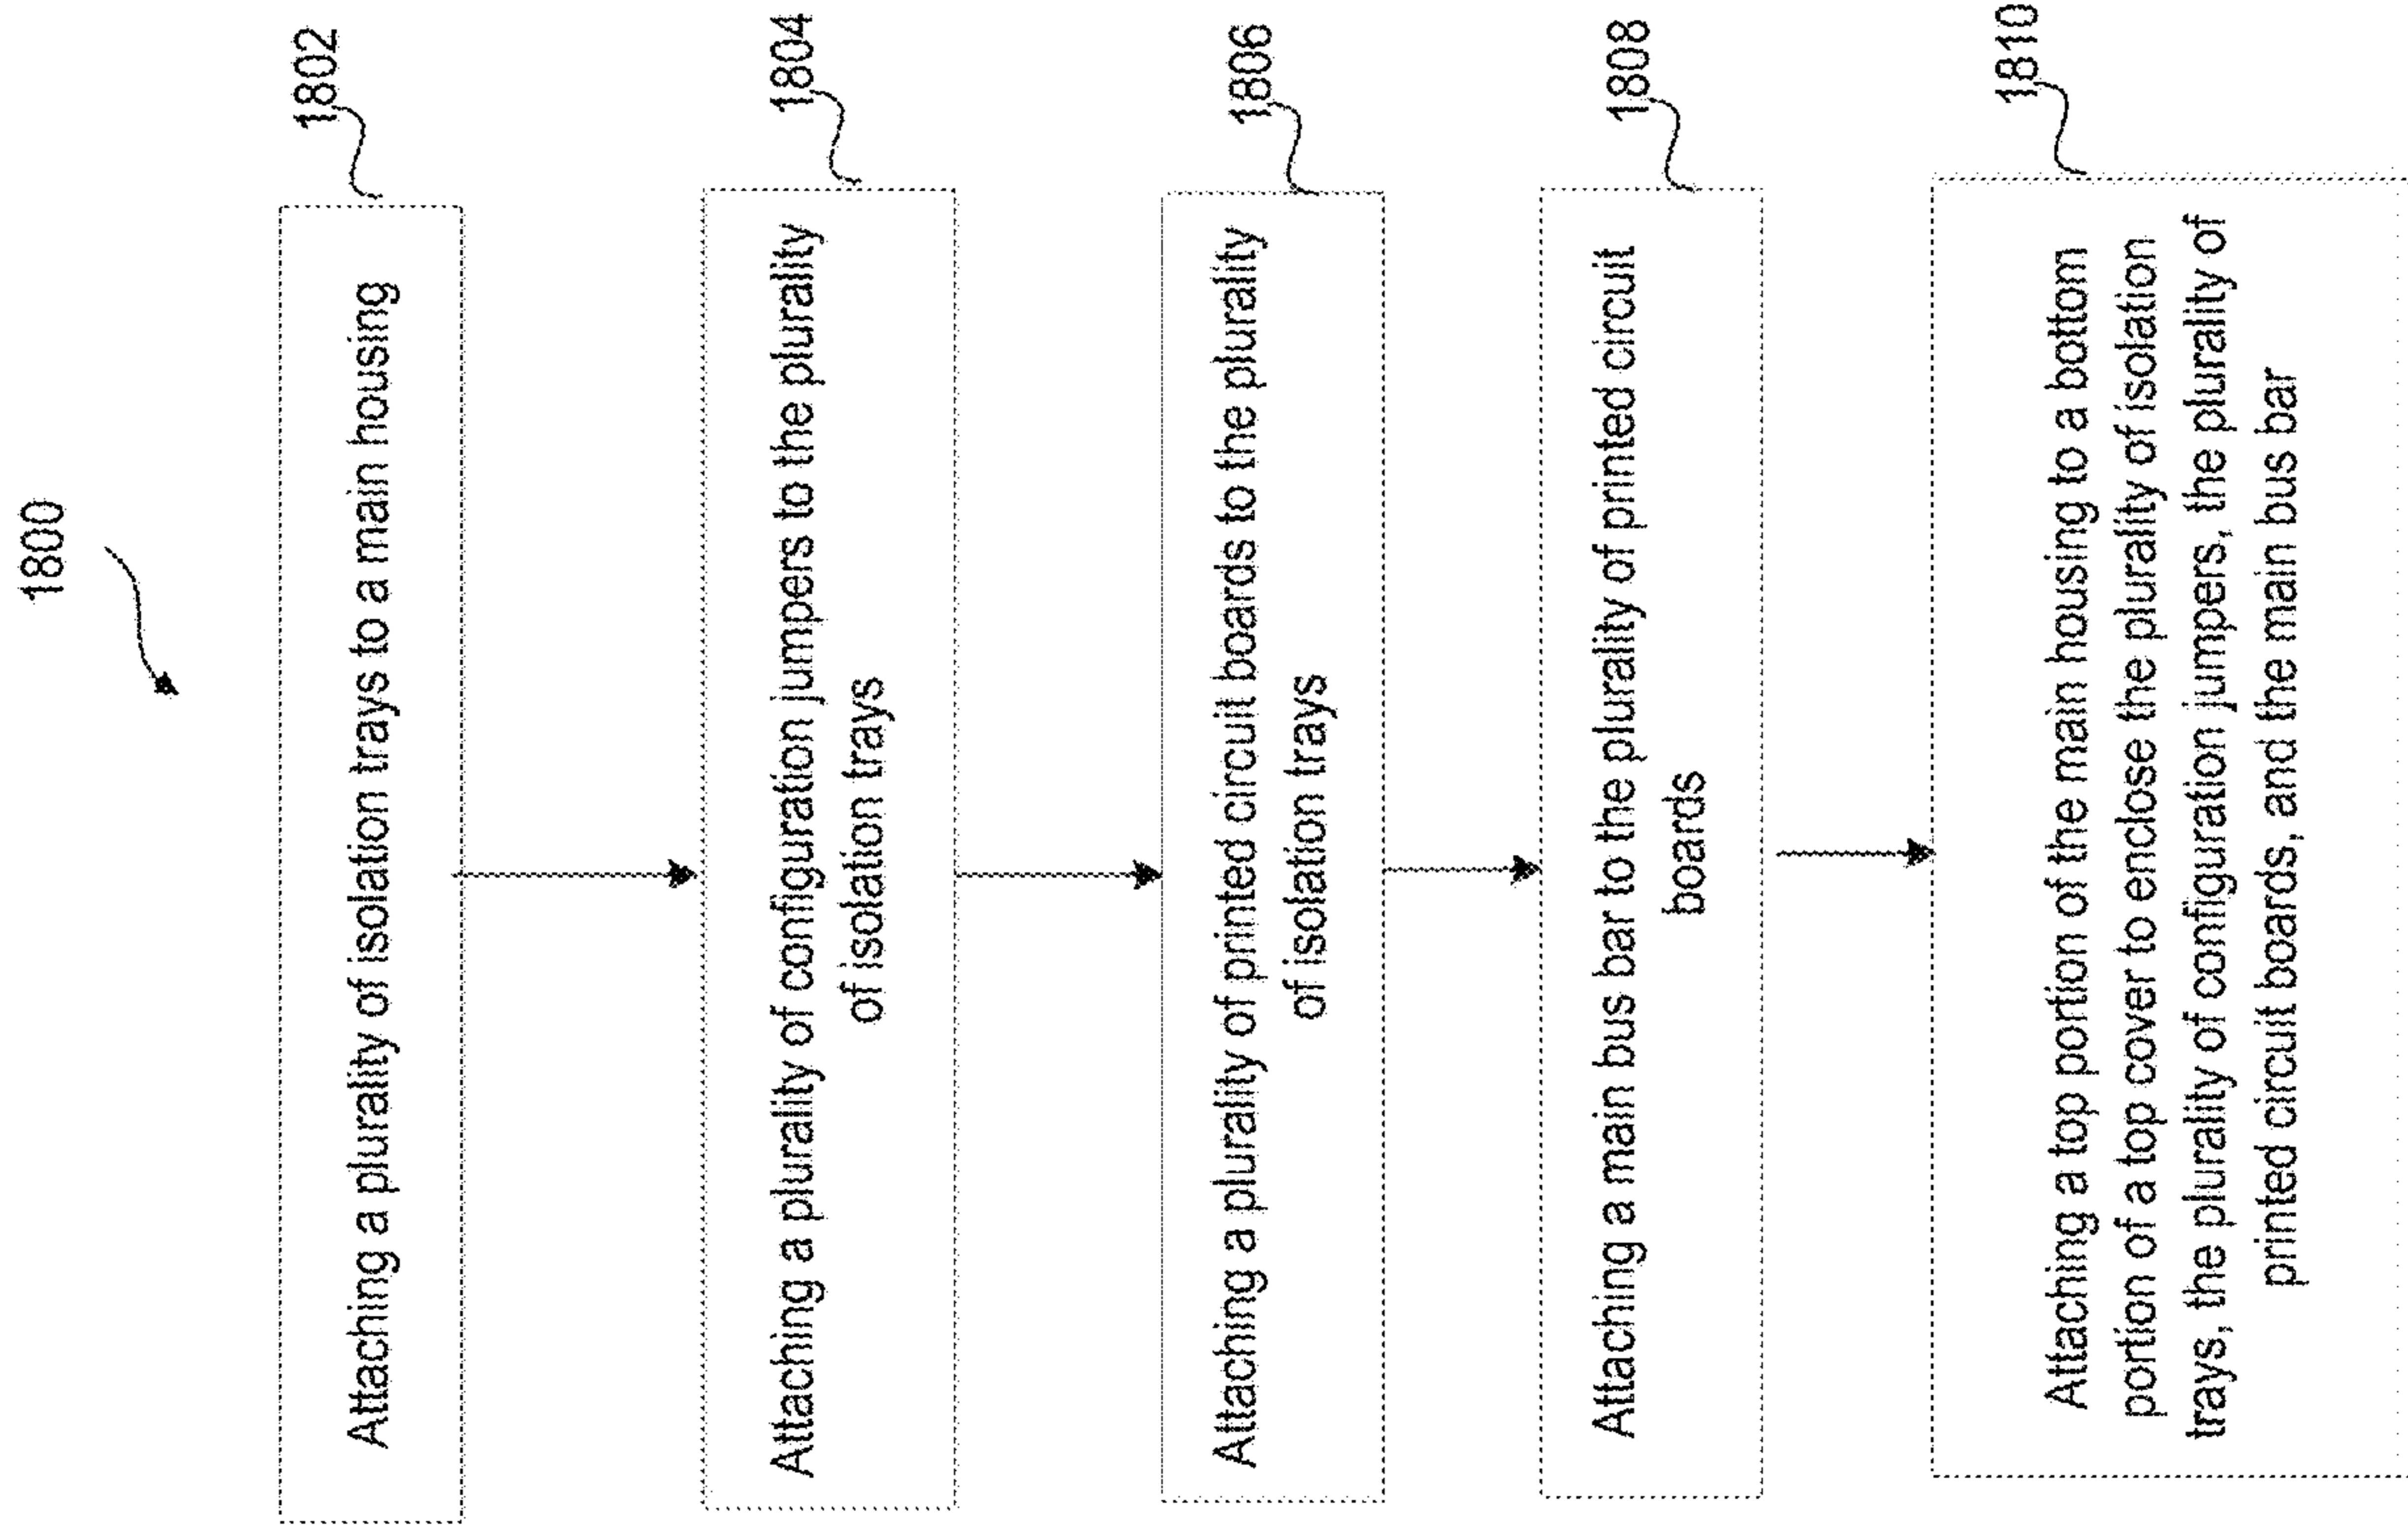 1800
Attaching a plurality of isolation trays to a main housing
1802
Attaching a plurality of configuration jumpers to the plurality
of isolation trays
1804
Attaching a plurality of printed circuit boards to the plurality
of isolation trays
1806
Attaching a main bus bar to the plurality of printed circuit
boards
1808
Attaching a top portion of the main housing to a bottom
portion of a top cover to enclose the plurality of isolation
trays, the plurality of configuration jumpers, the plurality of
printed circuit boards, and the main bus bar
1810